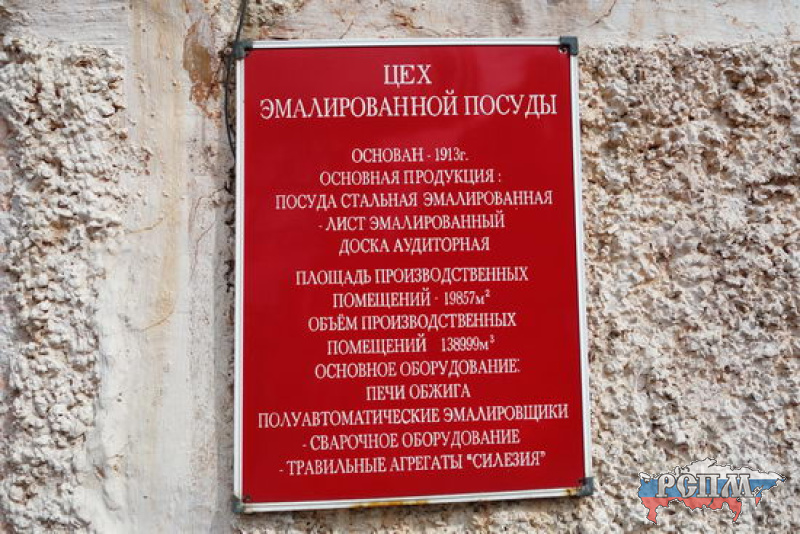 ЦЕХ
ЭМАЛИРОВАННОЙ ПОСУДЫ
ОСНОВАН - 1913г.
ОСНОВНАЯ ПРОДУКЦИЯ :
ПОСУДА СТАЛЬНАЯ ЭМАЛИРОВАННАЯ
- ЛИСТ ЭМАЛИРОВАННЫЙ
ДОСКА АУДИТОРНАЯ
ПЛОЩАДЬ ПРОИЗВОДСТВЕННЫХ
ПОМЕЩЕНИЙ - 19857м²
ОБЪЁМ ПРОИЗВОДСТВЕННЫХ
ПОМЕЩЕНИЙ 138999м³
ОСНОВНОЕ ОБОРУДОВАНИЕ:
ПЕЧИ ОБЖИГА
ПОЛУАВТОМАТИЧЕСКИЕ ЭМАЛИРОВЩИКИ
- СВАРОЧНОЕ ОБОРУДОВАНИЕ
- ТРАВИЛЬНЫЕ АГРЕГАТЫ "СИЛЕЗИЯ"
РСПМ